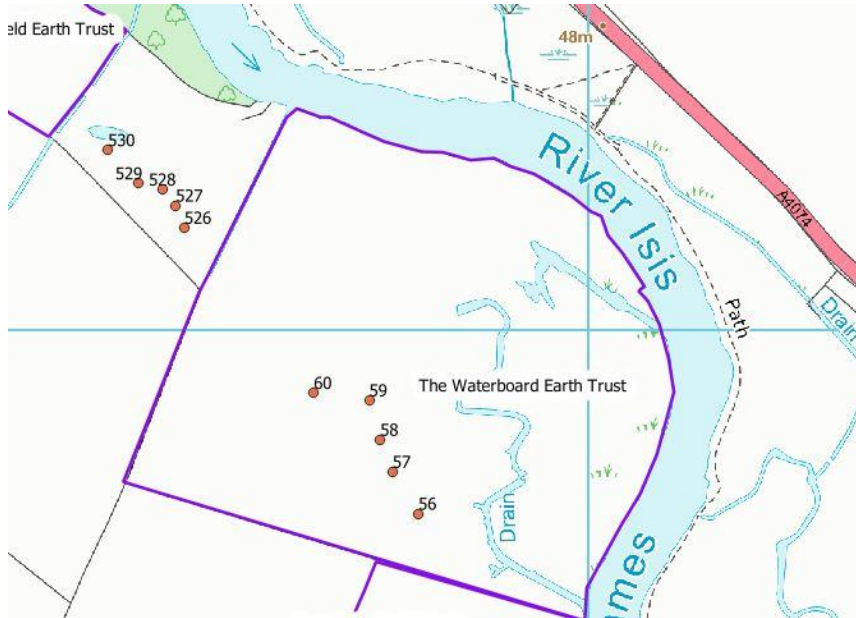 eld Earth Trust
48m
530
529
528
527
526
River Isis
A4074
Path
Drain
60
59
The Waterboard Earth Trust
58
57
56
Drain
mes